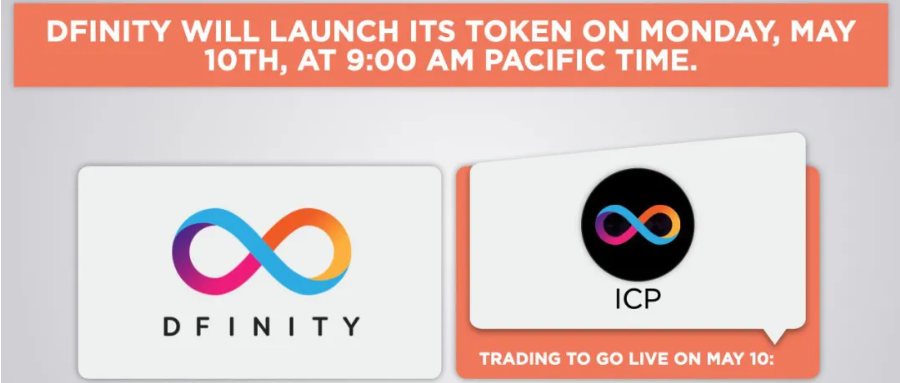 DFINITY WILL LAUNCH ITS TOKEN ON MONDAY, MAY
10TH, AT 9:00 AM PACIFIC TIME.
DFINITY
ICP
TRADING TO GO LIVE ON MAY 10: